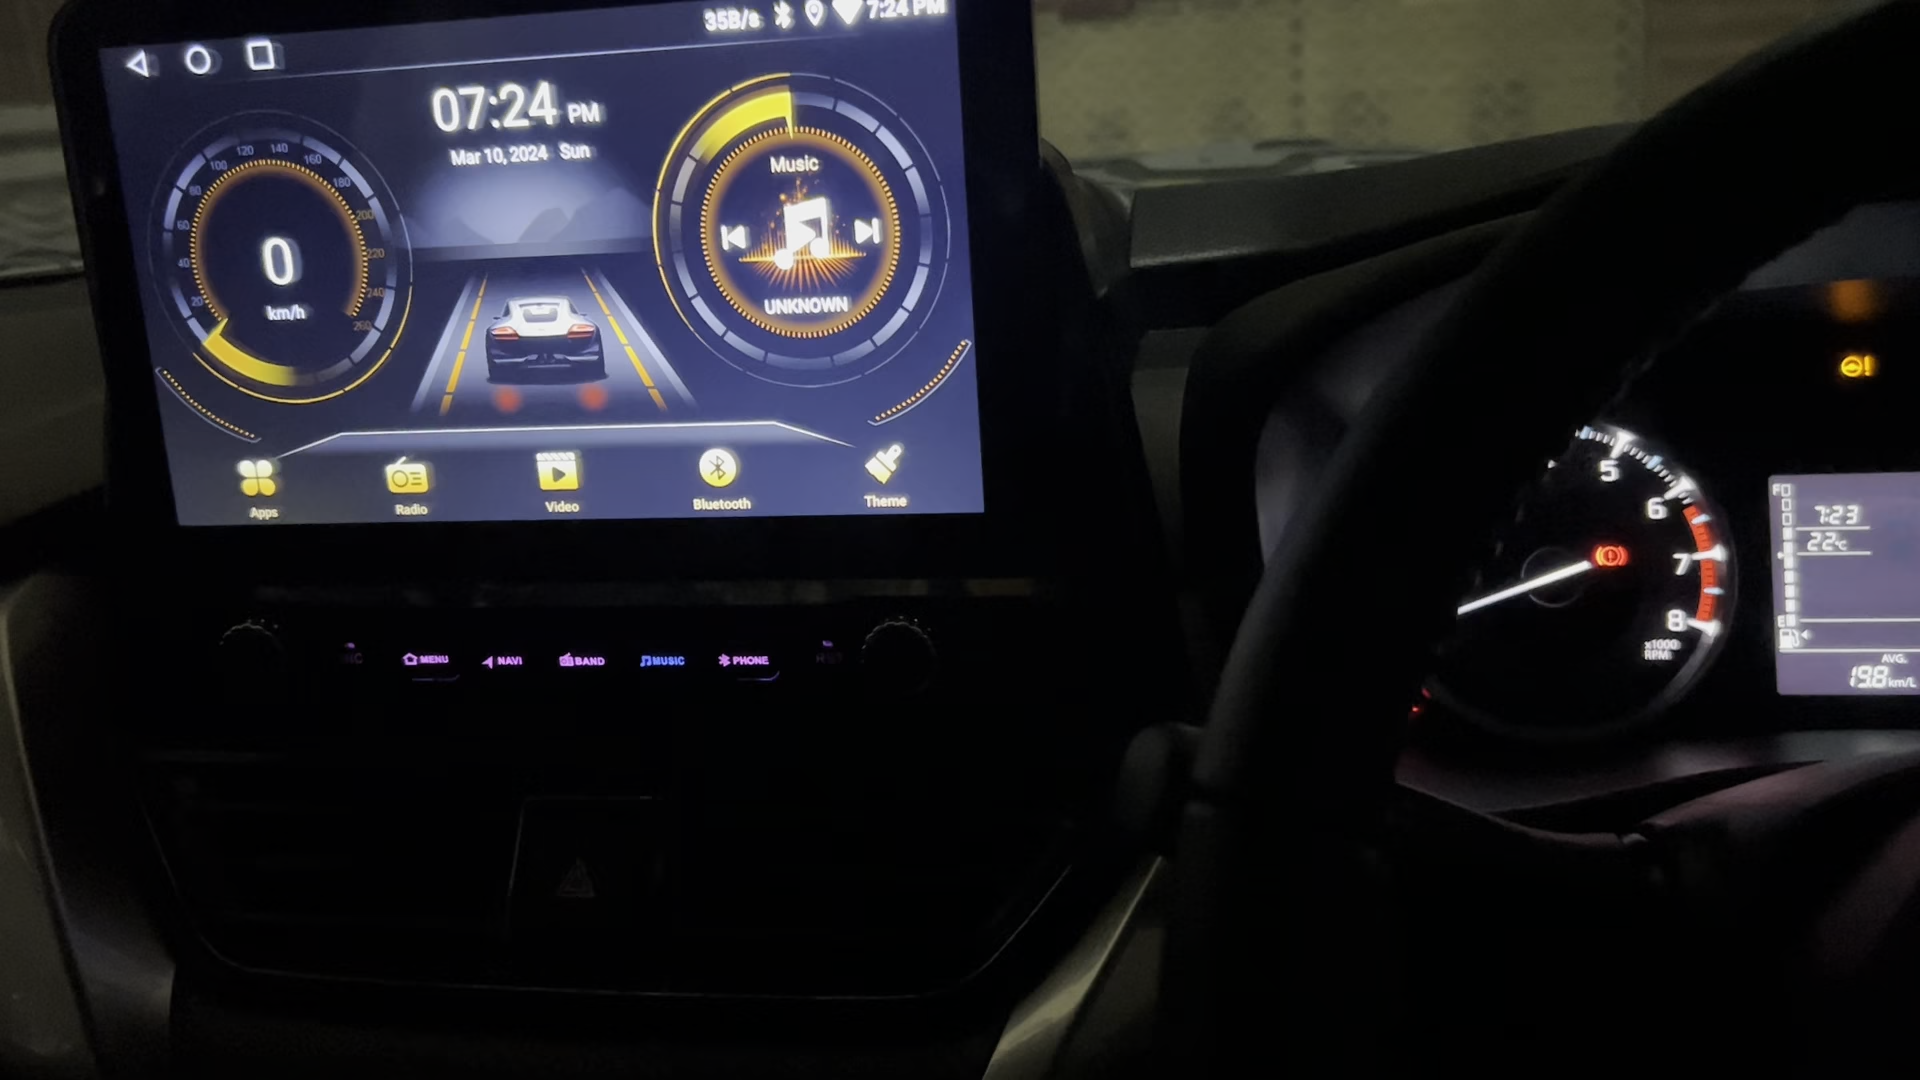 35B/s 7:24 PM
07:24 PM
Mar 10, 2024 Sun
20
40
60
80
100
120
140
160
180
200
220
240
260
0
km/h
Music
UNKNOWN
Apps
Radio
Video
Bluetooth
Theme
MENU
NAVI
BAND
MUSIC
PHONE
5
6
7
8
x1000
RPM
F
7:23
22°C
E
AVG.
19.8 km/L